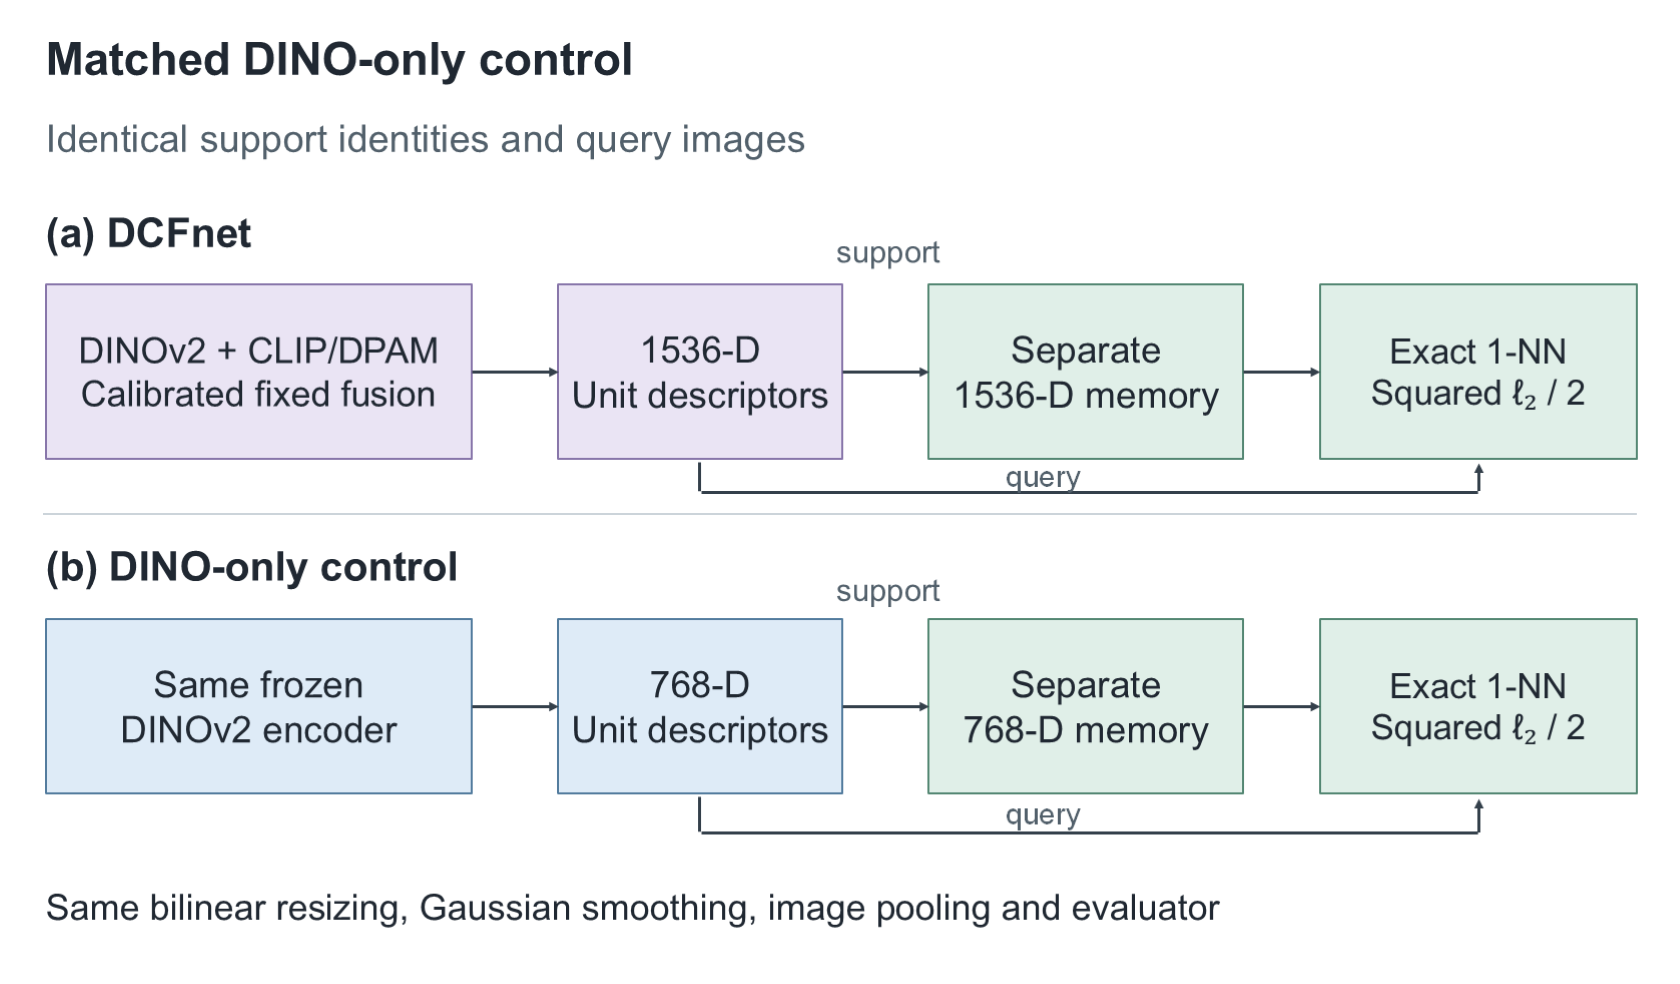 Matched DINO-only control
Identical support identities and query images
(a) DCFnet
support
DINOv2 + CLIP/DPAM
Calibrated fixed fusion
1536-D
Unit descriptors
Separate
1536-D memory
Exact 1-NN
Squared ℓ₂ / 2
query
(b) DINO-only control
support
Same frozen
DINOv2 encoder
768-D
Unit descriptors
Separate
768-D memory
Exact 1-NN
Squared ℓ₂ / 2
query
Same bilinear resizing, Gaussian smoothing, image pooling and evaluator